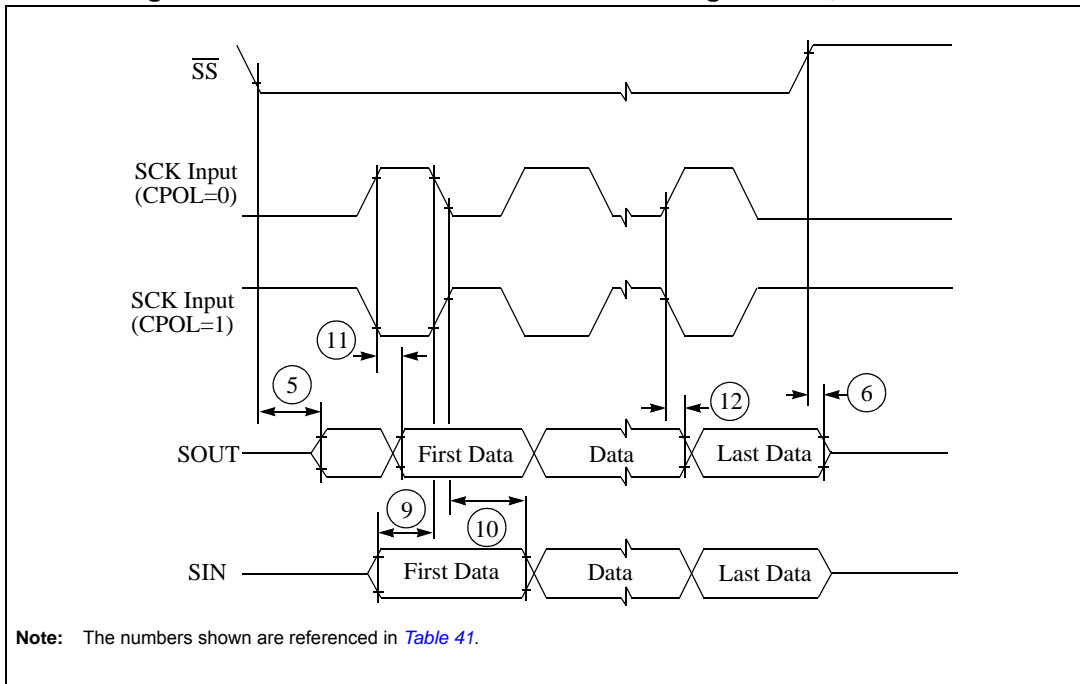 SS
SCK Input
(CPOL=0)
SCK Input
(CPOL=1)
11
5
12
6
SOUT
First Data
Data
Last Data
9
10
SIN
First Data
Data
Last Data
Note: The numbers shown are referenced in Table 41.